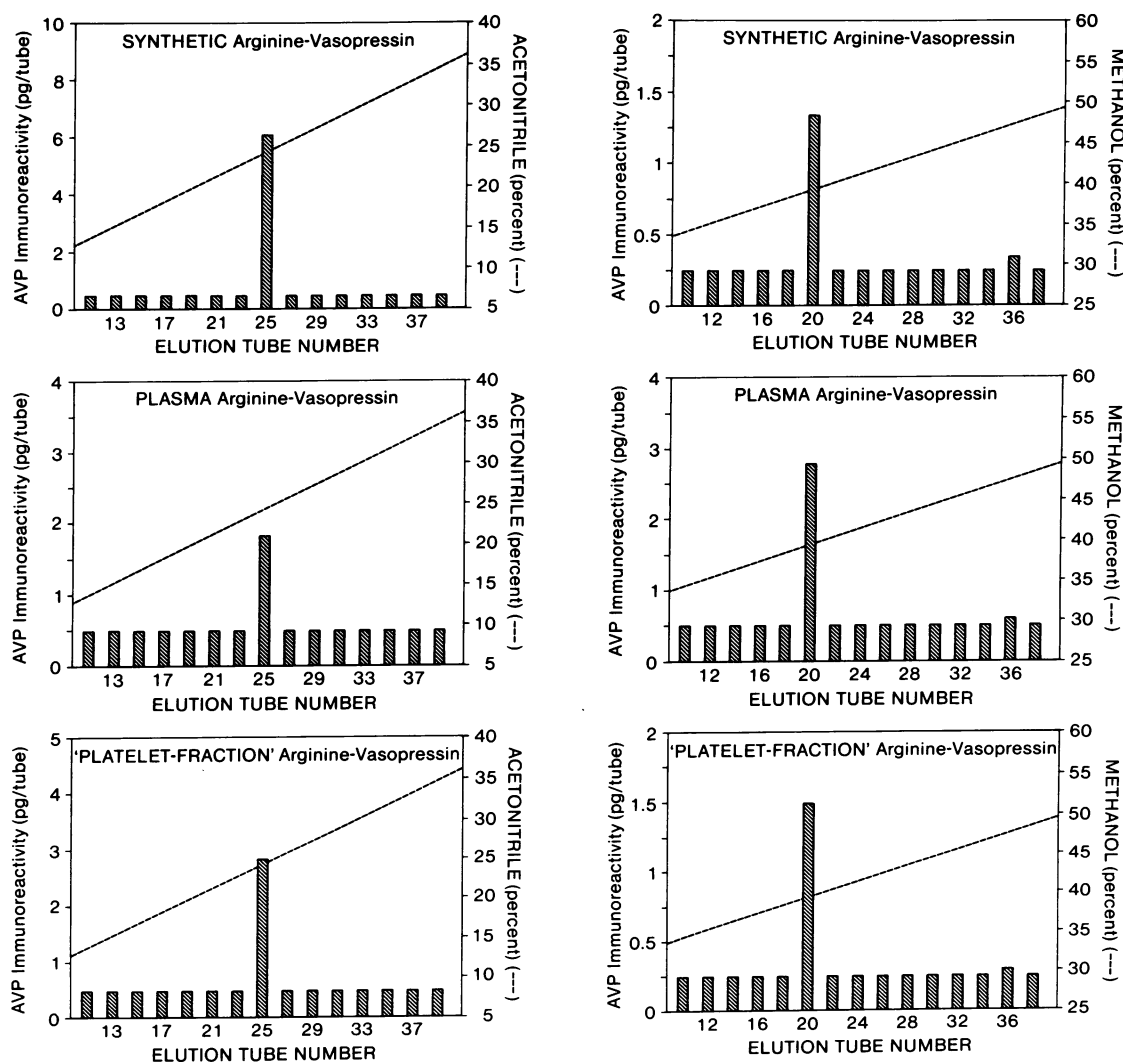 SYNTHETIC Arginine-Vasopressin
AVP Immunoreactivity (pg/tube)
10
8
6
4
2
0
ACETONITRILE (percent) (---)
40
35
30
25
20
15
10
5
13 17 21 25 29 33 37
ELUTION TUBE NUMBER
SYNTHETIC Arginine-Vasopressin
AVP Immunoreactivity (pg/tube)
2
1.5
1
0.5
0
METHANOL (percent) (---)
60
55
50
45
40
35
30
25
12 16 20 24 28 32 36
ELUTION TUBE NUMBER
PLASMA Arginine-Vasopressin
AVP Immunoreactivity (pg/tube)
4
3
2
1
0
ACETONITRILE (percent) (---)
40
35
30
25
20
15
10
5
13 17 21 25 29 33 37
ELUTION TUBE NUMBER
PLASMA Arginine-Vasopressin
AVP Immunoreactivity (pg/tube)
4
3
2
1
0
METHANOL (percent) (---)
60
55
50
45
40
35
30
25
12 16 20 24 28 32 36
ELUTION TUBE NUMBER
'PLATELET-FRACTION' Arginine-Vasopressin
AVP Immunoreactivity (pg/tube)
5
4
3
2
1
0
ACETONITRILE (percent) (---)
40
35
30
25
20
15
10
5
13 17 21 25 29 33 37
ELUTION TUBE NUMBER
'PLATELET-FRACTION' Arginine-Vasopressin
AVP Immunoreactivity (pg/tube)
2
1.5
1
0.5
0
METHANOL (percent) (---)
60
55
50
45
40
35
30
25
12 16 20 24 28 32 36
ELUTION TUBE NUMBER